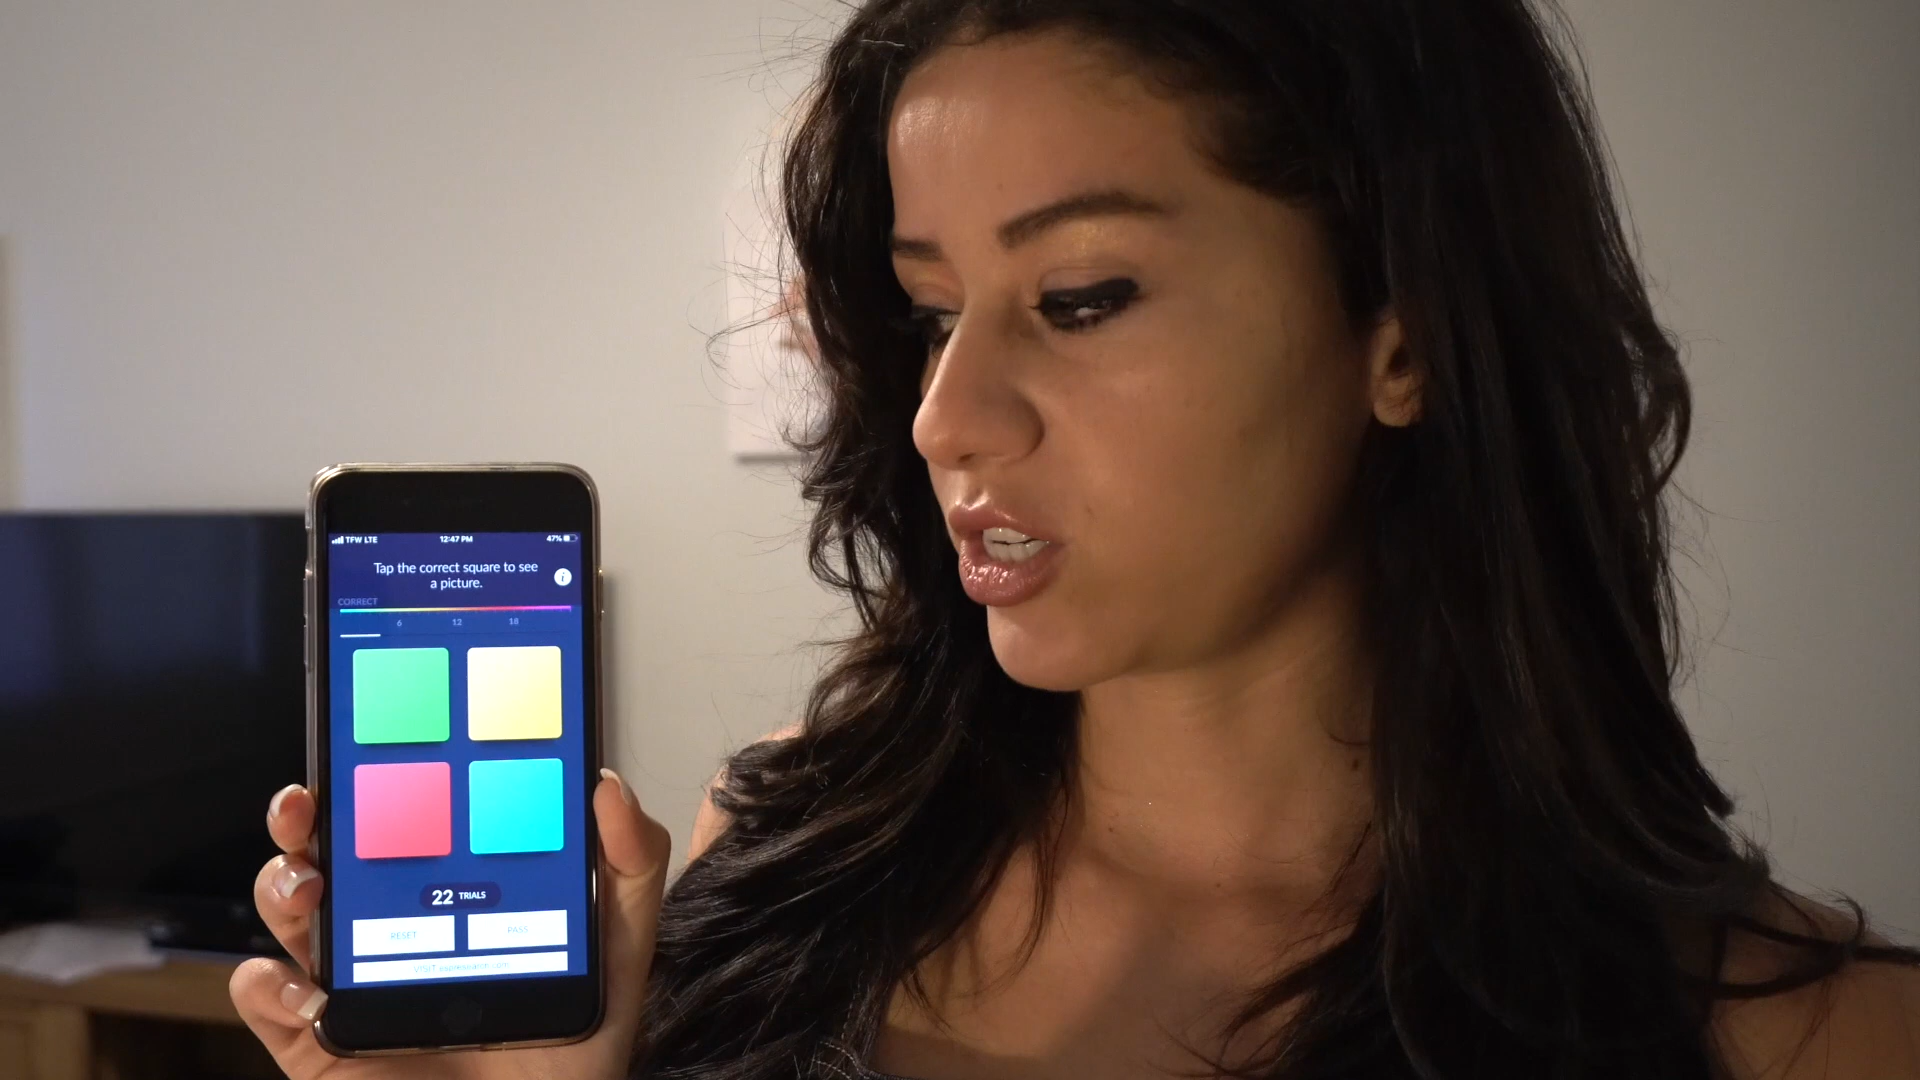 TFW LTE 12:47 PM 47%
Tap the correct square to see
a picture.
i
CORRECT
6 12 18
22 TRIALS
RESET PASS
VISIT